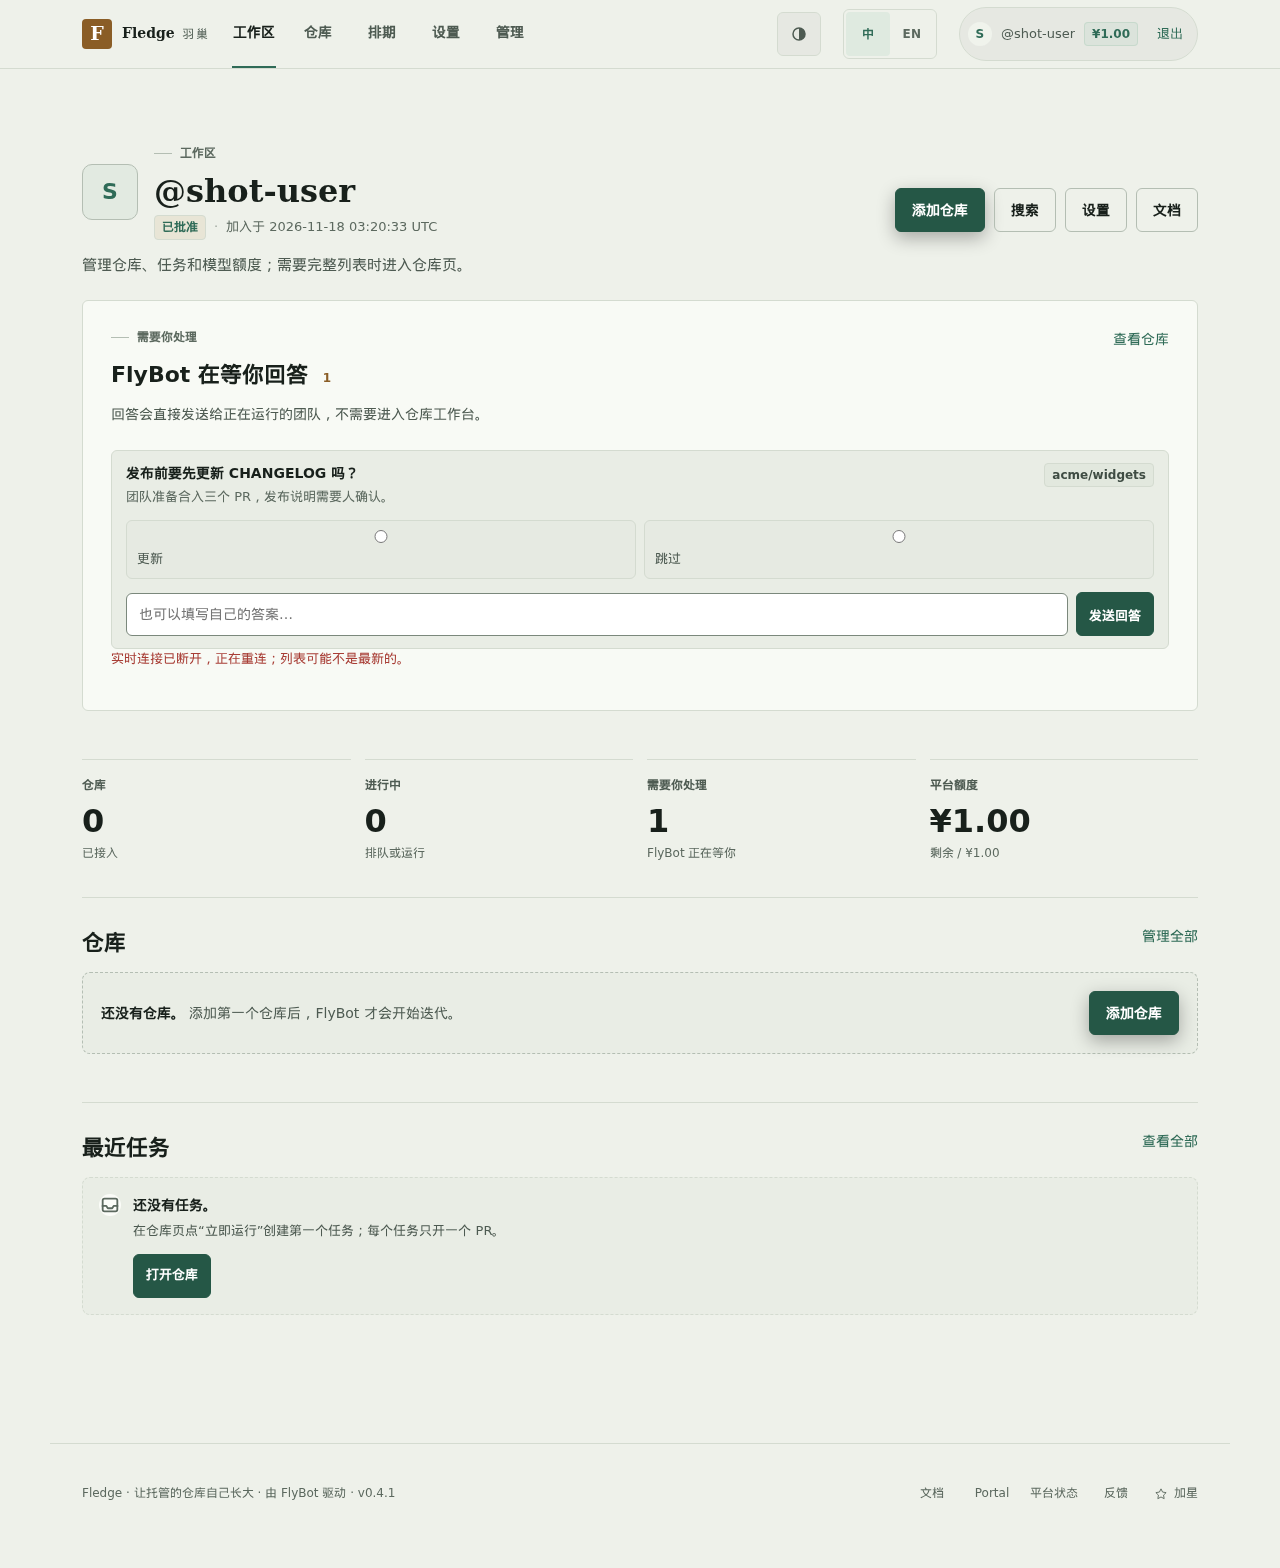 F Fledge 羽巢 工作区 仓库 排期 设置 管理 中 EN S @shot-user ¥1.00 退出
工作区
S
@shot-user
已批准 · 加入于 2026-11-18 03:20:33 UTC
添加仓库 搜索 设置 文档
管理仓库、任务和模型额度；需要完整列表时进入仓库页。
需要你处理
查看仓库
FlyBot 在等你回答 1
回答会直接发送给正在运行的团队，不需要进入仓库工作台。
发布前要先更新 CHANGELOG 吗？
acme/widgets
团队准备合入三个 PR，发布说明需要人确认。
更新 跳过
也可以填写自己的答案… 发送回答
实时连接已断开，正在重连；列表可能不是最新的。
仓库 进行中 需要你处理 平台额度
0 0 1 ¥1.00
已接入 排队或运行 FlyBot 正在等你 剩余 / ¥1.00
仓库 管理全部
还没有仓库。 添加第一个仓库后，FlyBot 才会开始迭代。 添加仓库
最近任务 查看全部
还没有任务。
在仓库页点“立即运行”创建第一个任务；每个任务只开一个 PR。
打开仓库
Fledge · 让托管的仓库自己长大 · 由 FlyBot 驱动 · v0.4.1 文档 Portal 平台状态 反馈 加星